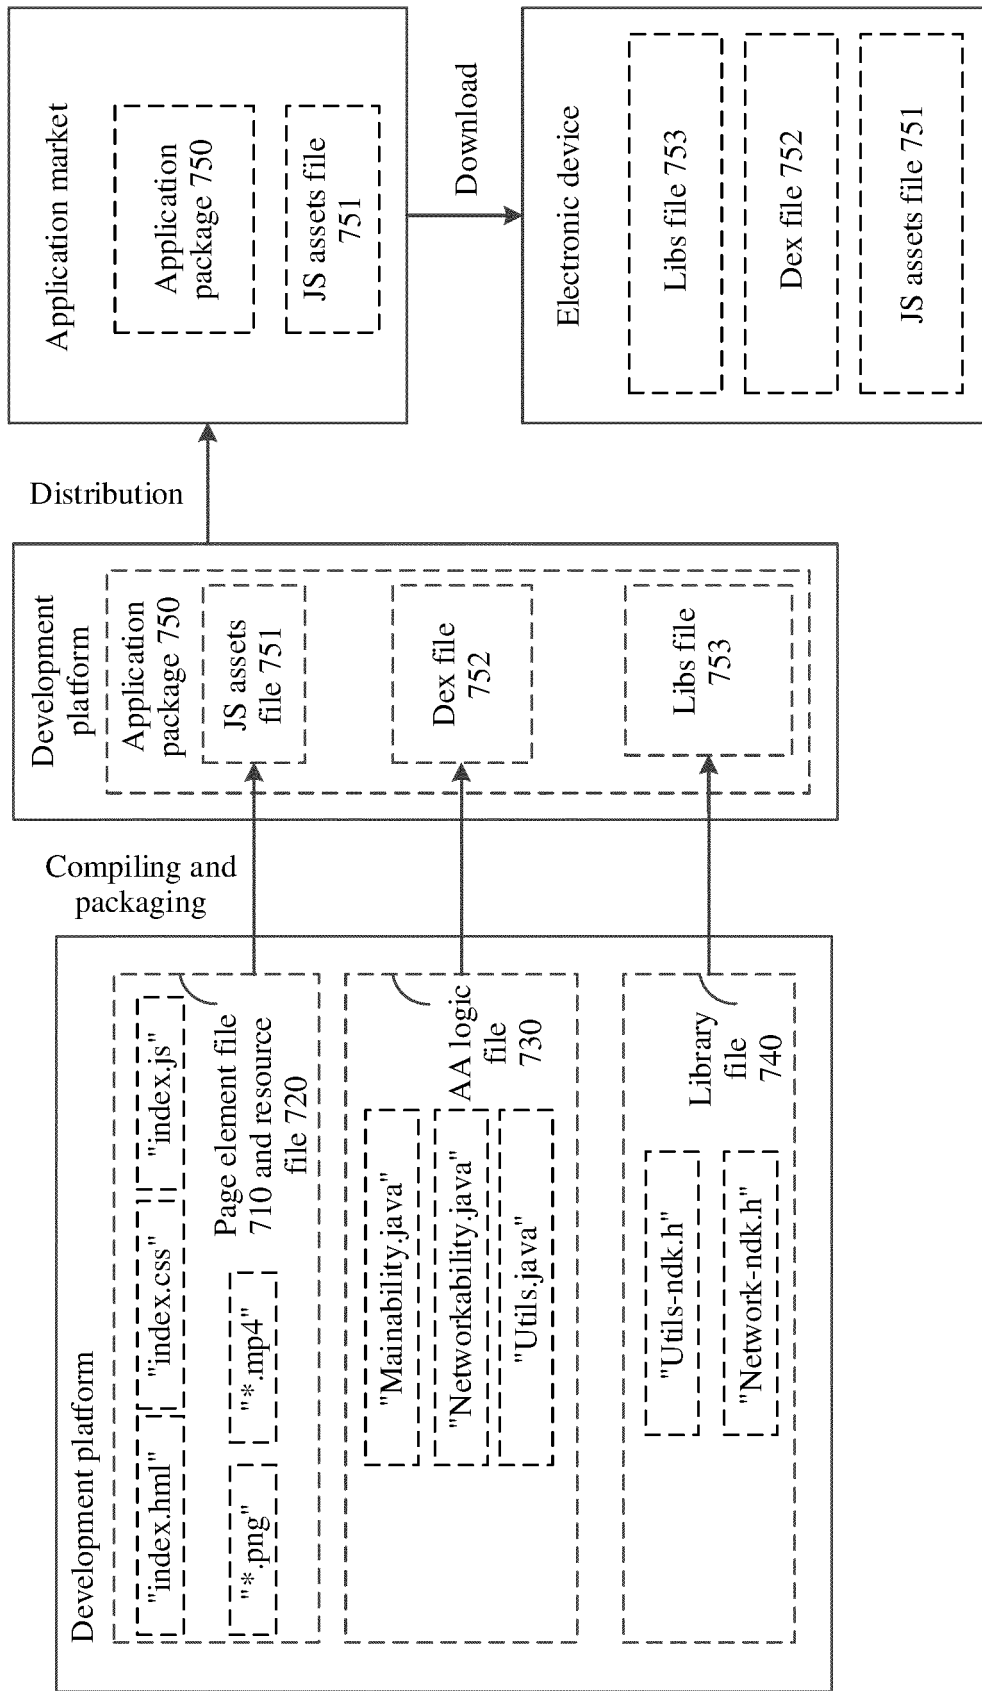 Development platform
"index.hml"
"index.css"
"index.js"
"*.png"
"*.mp4"
Page element file
710 and resource
file 720
"Mainability.java"
"Networkability.java"
"Utils.java"
AA logic
file
730
"Utils-ndk.h"
"Network-ndk.h"
Library
file
740
Compiling and
packaging
Development
platform
Application
package 750
JS assets
file 751
Dex file
752
Libs file
753
Distribution
Application market
Application
package 750
JS assets file
751
Download
Electronic device
Libs file 753
Dex file 752
JS assets file 751